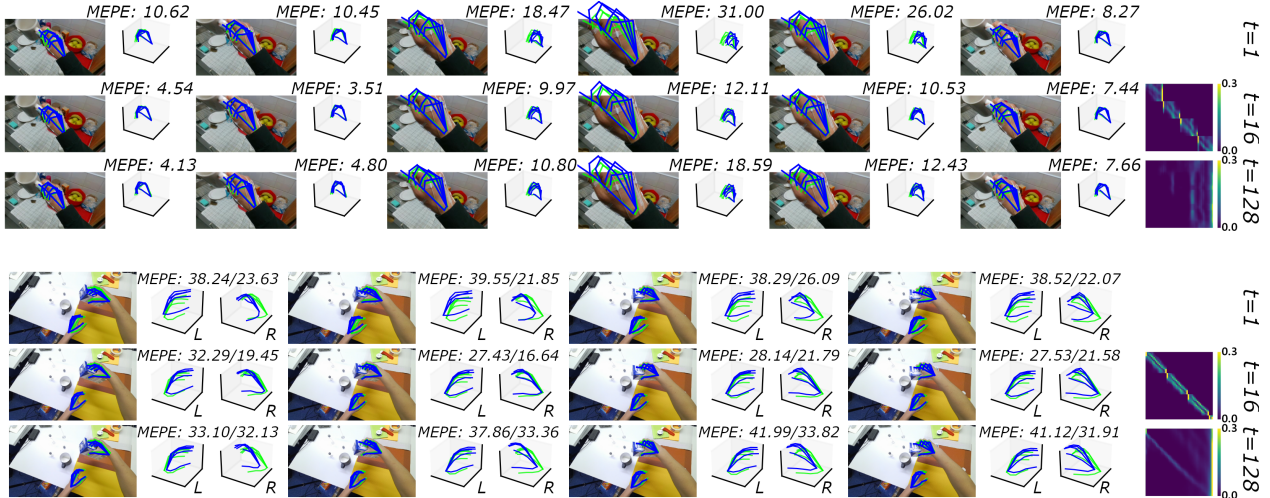 MEPE: 10.62 MEPE: 10.45 MEPE: 18.47 MEPE: 31.00 MEPE: 26.02 MEPE: 8.27 t=1
MEPE: 4.54 MEPE: 3.51 MEPE: 9.97 MEPE: 12.11 MEPE: 10.53 MEPE: 7.44 0.3 t=16
0.0
MEPE: 4.13 MEPE: 4.80 MEPE: 10.80 MEPE: 18.59 MEPE: 12.43 MEPE: 7.66 0.3 t=128
0.0
MEPE: 38.24/23.63 MEPE: 39.55/21.85 MEPE: 38.29/26.09 MEPE: 38.52/22.07 t=1
L R L R L R L R
MEPE: 32.29/19.45 MEPE: 27.43/16.64 MEPE: 28.14/21.79 MEPE: 27.53/21.58 0.3 t=16
L R L R L R L R 0.0
MEPE: 33.10/32.13 MEPE: 37.86/33.36 MEPE: 41.99/33.82 MEPE: 41.12/31.91 0.3 t=128
L R L R L R L R 0.0